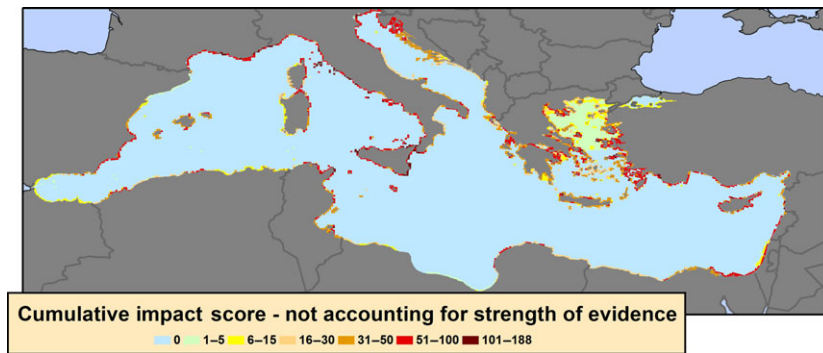 Cumulative impact score - not accounting for strength of evidence
0 1–5 6–15 16–30 31–50 51–100 101–188